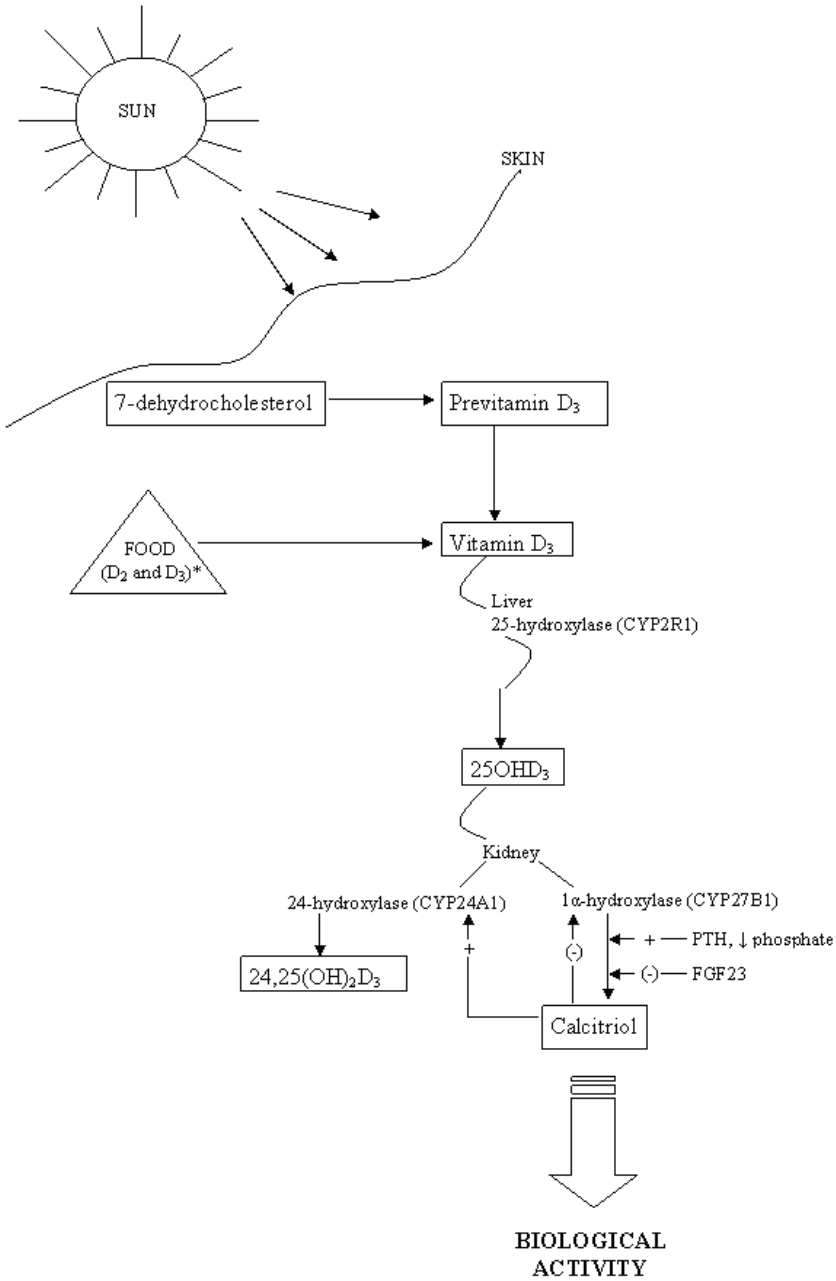 SUN
SKIN
7-dehydrocholesterol
Previtamin D₃
FOOD
(D₂ and D₃)*
Vitamin D₃
Liver
25-hydroxylase (CYP2R1)
25OHD₃
Kidney
24-hydroxylase (CYP24A1)
1α-hydroxylase (CYP27B1)
+
(-)
+ PTH, ↓ phosphate
(-) FGF23
24,25(OH)₂D₃
Calcitriol
BIOLOGICAL
ACTIVITY